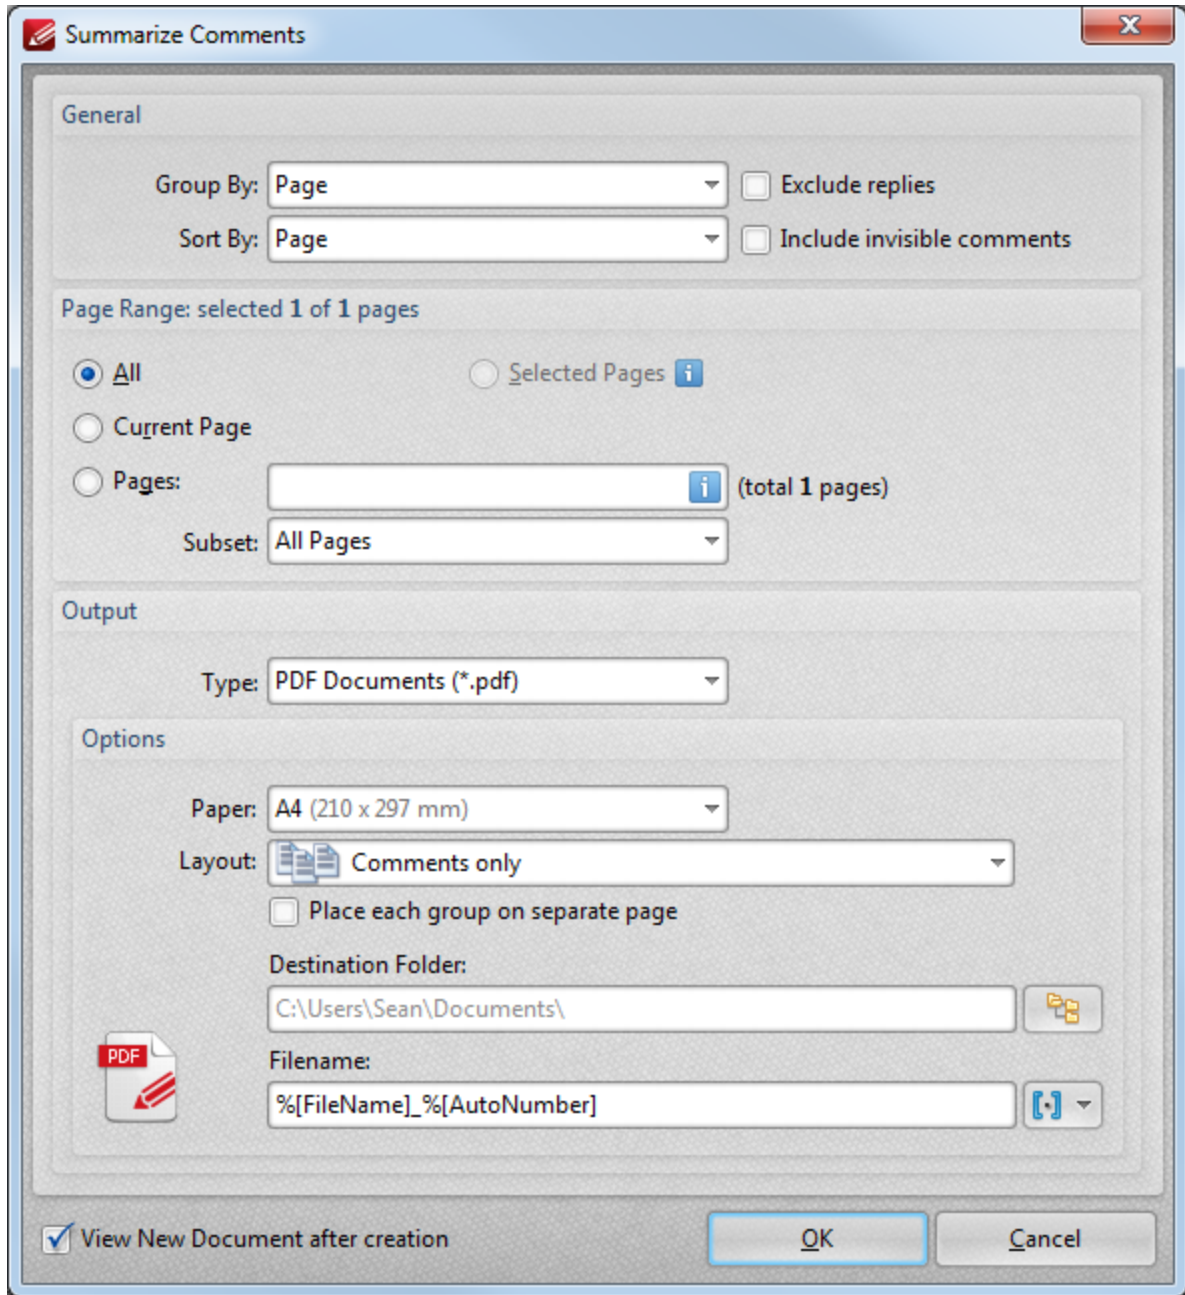 Summarize Comments
General
Group By: Page Exclude replies
Sort By: Page Include invisible comments
Page Range: selected 1 of 1 pages
All Selected Pages i
Current Page
Pages: i (total 1 pages)
Subset: All Pages
Output
Type: PDF Documents (*.pdf)
Options
Paper: A4 (210 x 297 mm)
Layout: Comments only
Place each group on separate page
Destination Folder:
C:\Users\Sean\Documents\
PDF
Filename:
%[FileName]_%[AutoNumber]
View New Document after creation OK Cancel